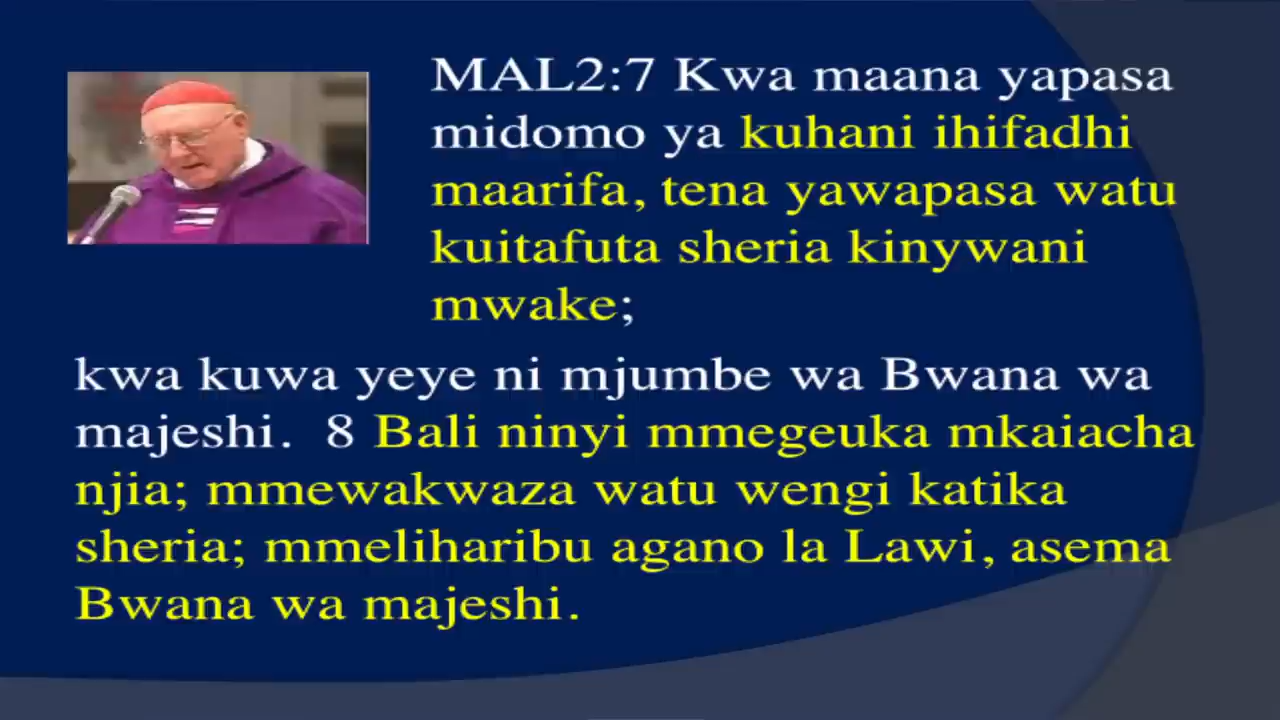 MAL2:7 Kwa maana yapasa
midomo ya kuhani ihifadhi
maarifa, tena yawapasa watu
kuitafuta sheria kinywani
mwake;
kwa kuwa yeye ni mjumbe wa Bwana wa
majeshi. 8 Bali ninyi mmegeuka mkaiacha
njia; mmewakwaza watu wengi katika
sheria; mmeliharibu agano la Lawi, asema
Bwana wa majeshi.